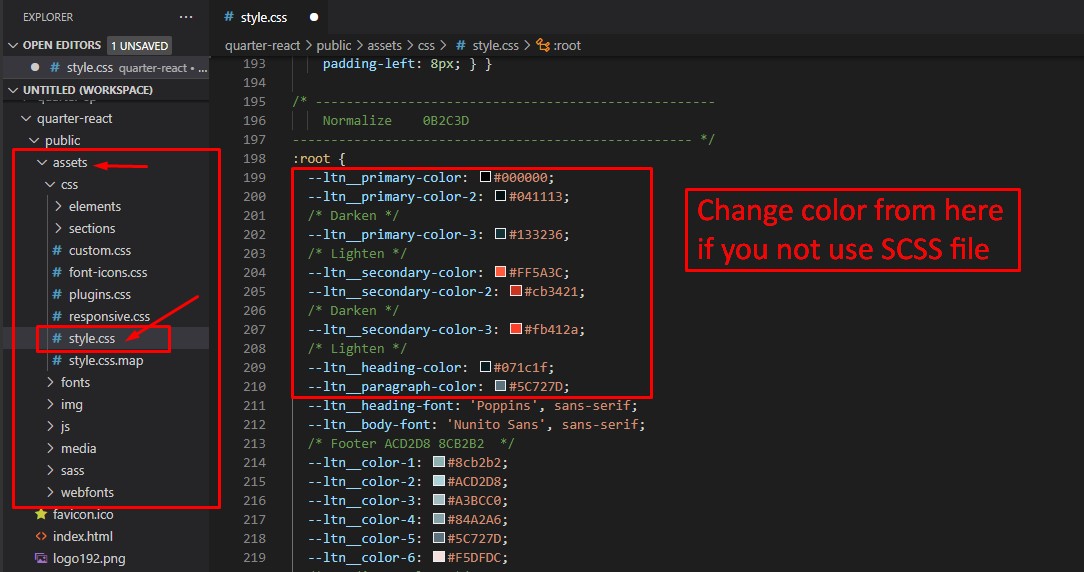 EXPLORER ···
OPEN EDITORS 1 UNSAVED
● # style.css quarter-react • ...
UNTITLED (WORKSPACE)
quarter-react
public
assets
css
elements
sections
# custom.css
# font-icons.css
# plugins.css
# responsive.css
# style.css
# style.css.map
fonts
img
js
media
sass
webfonts
favicon.ico
<> index.html
logo192.png
# style.css ●
quarter-react > public > assets > css > # style.css > :root
193 padding-left: 8px; } }
194
195 /* ----------------------------------------------------
196 Normalize 0B2C3D
197 ---------------------------------------------------- */
198 :root {
199 --ltn__primary-color: #000000;
200 --ltn__primary-color-2: #041113;
201 /* Darken */
202 --ltn__primary-color-3: #133236;
203 /* Lighten */
204 --ltn__secondary-color: #FF5A3C;
205 --ltn__secondary-color-2: #cb3421;
206 /* Darken */
207 --ltn__secondary-color-3: #fb412a;
208 /* Lighten */
209 --ltn__heading-color: #071c1f;
210 --ltn__paragraph-color: #5C727D;
211 --ltn__heading-font: 'Poppins', sans-serif;
212 --ltn__body-font: 'Nunito Sans', sans-serif;
213 /* Footer ACD2D8 8CB2B2  */
214 --ltn__color-1: #8cb2b2;
215 --ltn__color-2: #ACD2D8;
216 --ltn__color-3: #A3BCC0;
217 --ltn__color-4: #84A2A6;
218 --ltn__color-5: #5C727D;
219 --ltn__color-6: #F5DFDC;
Change color from here
if you not use SCSS file